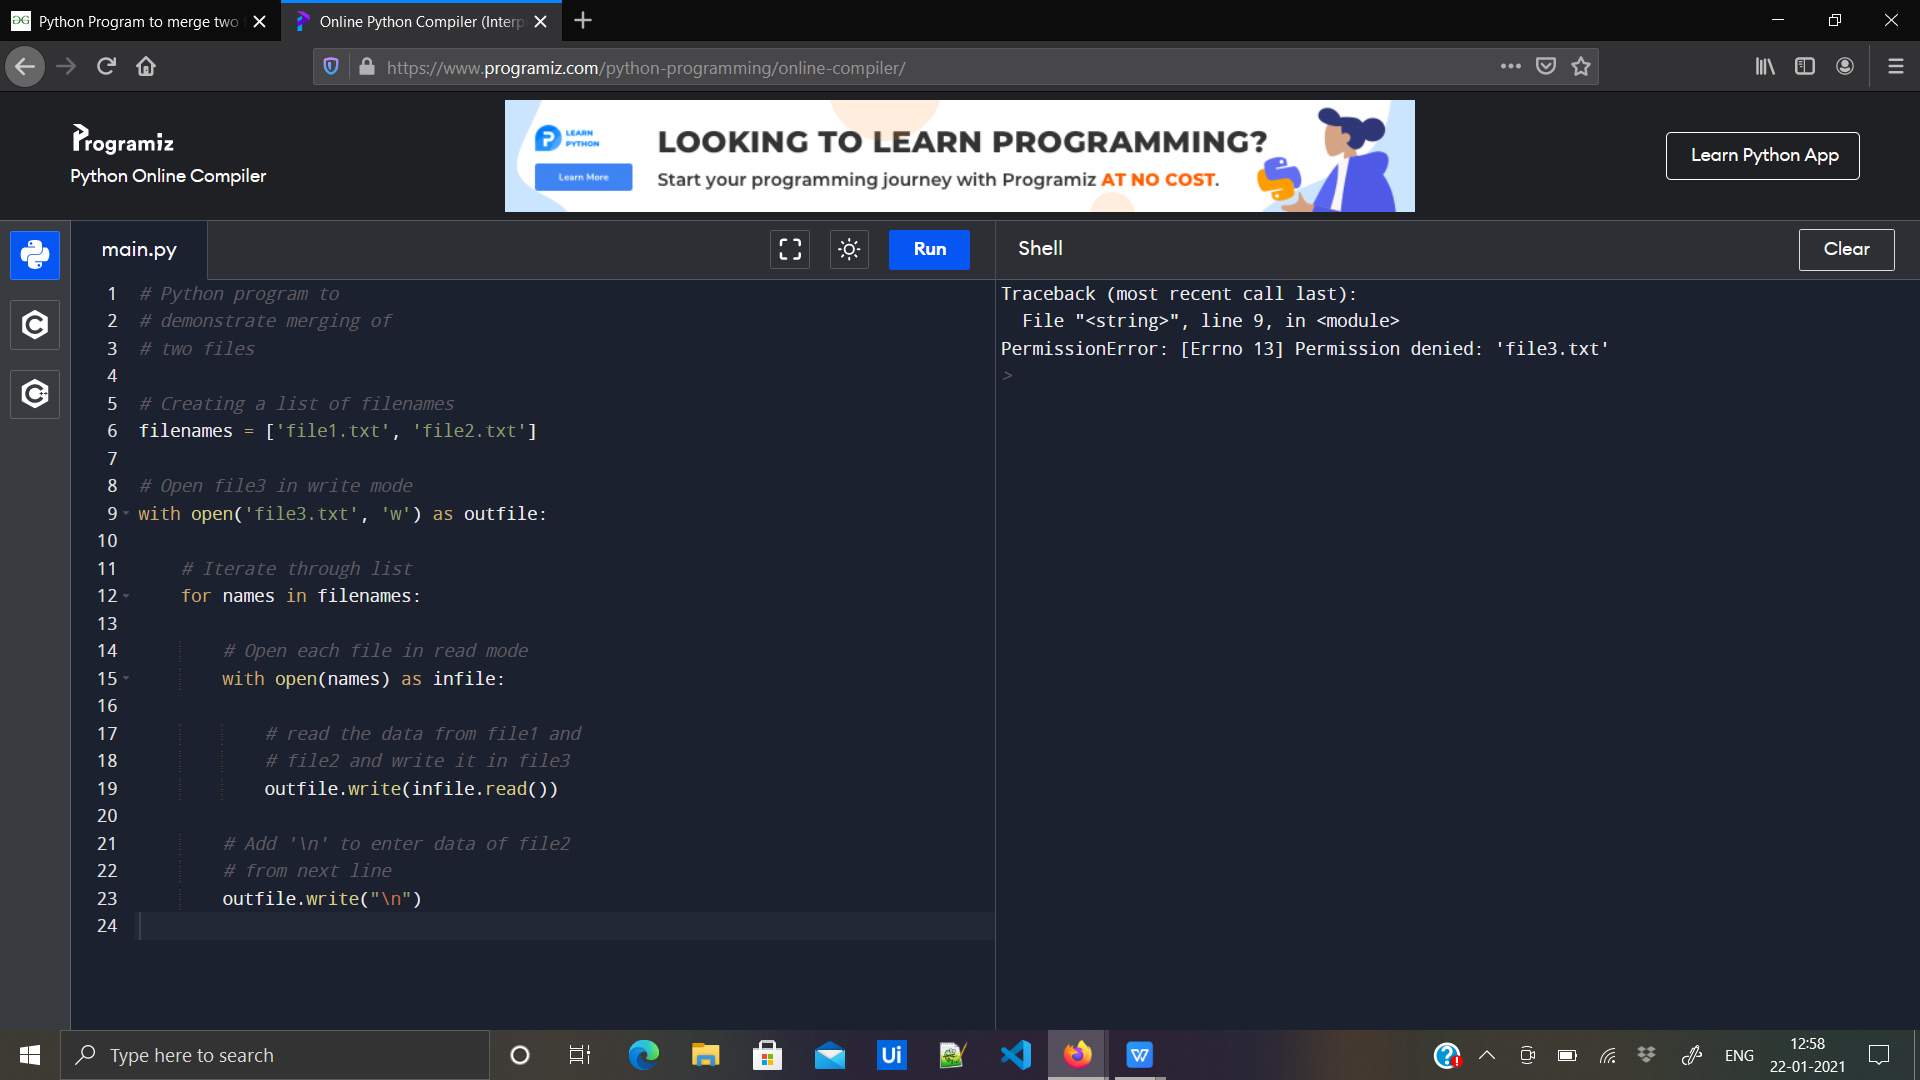 Python Program to merge two
Online Python Compiler (Interp
https://www.programiz.com/python-programming/online-compiler/
Programiz
Python Online Compiler
LEARN
PYTHON
Learn More
LOOKING TO LEARN PROGRAMMING?
Start your programming journey with Programiz AT NO COST.
Learn Python App
main.py
Run
Shell
Clear
1 # Python program to
2 # demonstrate merging of
3 # two files
4
5 # Creating a list of filenames
6 filenames = ['file1.txt', 'file2.txt']
7
8 # Open file3 in write mode
9 with open('file3.txt', 'w') as outfile:
10
11 # Iterate through list
12 for names in filenames:
13
14 # Open each file in read mode
15 with open(names) as infile:
16
17 # read the data from file1 and
18 # file2 and write it in file3
19 outfile.write(infile.read())
20
21 # Add '\n' to enter data of file2
22 # from next line
23 outfile.write("\n")
24
Traceback (most recent call last):
File "<string>", line 9, in <module>
PermissionError: [Errno 13] Permission denied: 'file3.txt'
>
Type here to search
Ui
W
ENG
12:58
22-01-2021